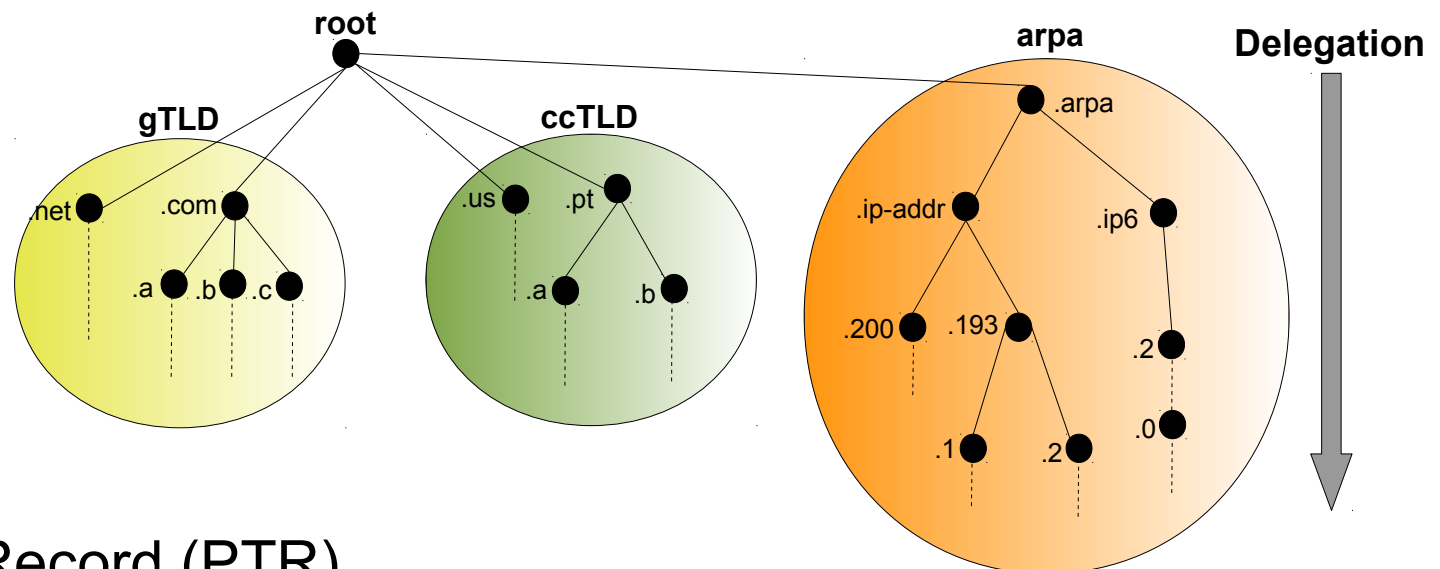 root
arpa
Delegation
gTLD
ccTLD
.arpa
.net
.com
.us
.pt
.ip-addr
.ip6
.a
.b
.c
.a
.b
.200
.193
.2
.1
.2
.0
Record (PTR)